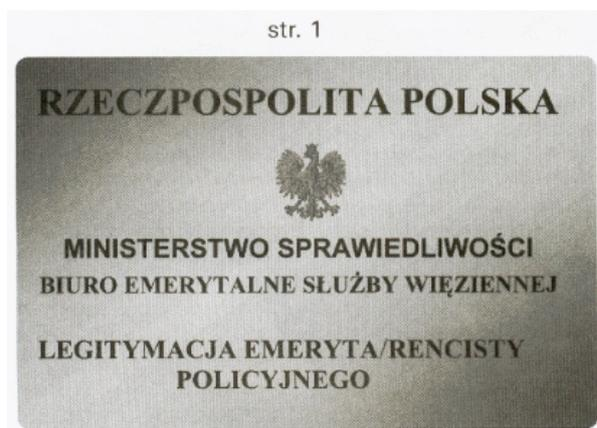 str. 1
RZECZPOSPOLITA POLSKA
MINISTERSTWO SPRAWIEDLIWOŚCI
BIURO EMERYTALNE SŁUŻBY WIĘZIENNEJ
LEGITYMACJA EMERYTA/RENCISTY
POLICYJNEGO